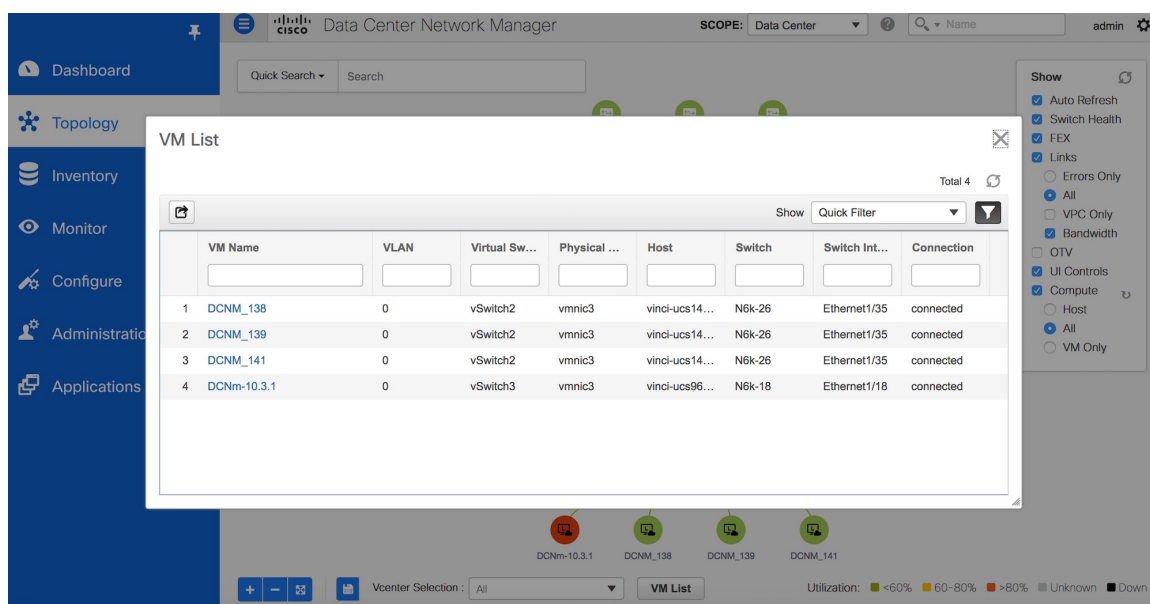 cisco Data Center Network Manager SCOPE: Data Center Name admin
Dashboard
Topology
Inventory
Monitor
Configure
Administratio
Applications
Quick Search Search
Show
Auto Refresh
Switch Health
FEX
Links
Errors Only
All
VPC Only
Bandwidth
OTV
UI Controls
Compute
Host
All
VM Only
VM List
Total 4
Show Quick Filter
VM Name VLAN Virtual Sw... Physical ... Host Switch Switch Int... Connection
1 DCNM_138 0 vSwitch2 vmnic3 vinci-ucs14... N6k-26 Ethernet1/35 connected
2 DCNM_139 0 vSwitch2 vmnic3 vinci-ucs14... N6k-26 Ethernet1/35 connected
3 DCNM_141 0 vSwitch2 vmnic3 vinci-ucs14... N6k-26 Ethernet1/35 connected
4 DCNm-10.3.1 0 vSwitch3 vmnic3 vinci-ucs96... N6k-18 Ethernet1/18 connected
DCNm-10.3.1 DCNM_138 DCNM_139 DCNM_141
Vcenter Selection : All VM List Utilization: <60% 60-80% >80% Unknown Down